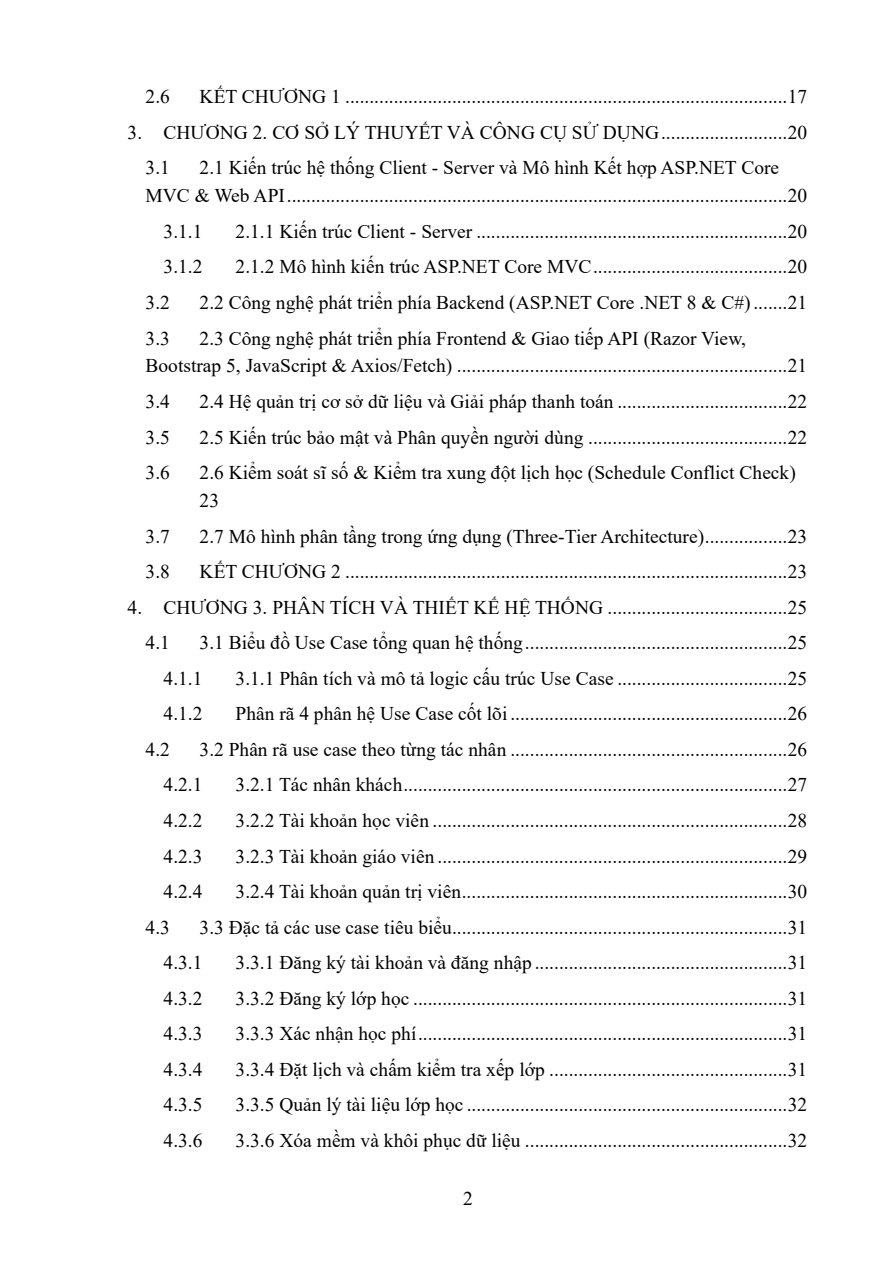 2.6 KẾT CHƯƠNG 1 ............................................................................................17
3. CHƯƠNG 2. CƠ SỞ LÝ THUYẾT VÀ CÔNG CỤ SỬ DỤNG..........................20
3.1 2.1 Kiến trúc hệ thống Client - Server và Mô hình Kết hợp ASP.NET Core
MVC & Web API........................................................................................................20
3.1.1 2.1.1 Kiến trúc Client - Server .................................................................20
3.1.2 2.1.2 Mô hình kiến trúc ASP.NET Core MVC........................................20
3.2 2.2 Công nghệ phát triển phía Backend (ASP.NET Core .NET 8 & C#).......21
3.3 2.3 Công nghệ phát triển phía Frontend & Giao tiếp API (Razor View,
Bootstrap 5, JavaScript & Axios/Fetch) .....................................................................21
3.4 2.4 Hệ quản trị cơ sở dữ liệu và Giải pháp thanh toán ...................................22
3.5 2.5 Kiến trúc bảo mật và Phân quyền người dùng .........................................22
3.6 2.6 Kiểm soát sĩ số & Kiểm tra xung đột lịch học (Schedule Conflict Check)
23
3.7 2.7 Mô hình phân tầng trong ứng dụng (Three-Tier Architecture).................23
3.8 KẾT CHƯƠNG 2 ............................................................................................23
4. CHƯƠNG 3. PHÂN TÍCH VÀ THIẾT KẾ HỆ THỐNG .....................................25
4.1 3.1 Biểu đồ Use Case tổng quan hệ thống......................................................25
4.1.1 3.1.1 Phân tích và mô tả logic cấu trúc Use Case ...................................25
4.1.2 Phân rã 4 phân hệ Use Case cốt lõi .........................................................26
4.2 3.2 Phân rã use case theo từng tác nhân .........................................................26
4.2.1 3.2.1 Tác nhân khách................................................................................27
4.2.2 3.2.2 Tài khoản học viên ..........................................................................28
4.2.3 3.2.3 Tài khoản giáo viên .........................................................................29
4.2.4 3.2.4 Tài khoản quản trị viên....................................................................30
4.3 3.3 Đặc tả các use case tiêu biểu.....................................................................31
4.3.1 3.3.1 Đăng ký tài khoản và đăng nhập .....................................................31
4.3.2 3.3.2 Đăng ký lớp học ..............................................................................31
4.3.3 3.3.3 Xác nhận học phí.............................................................................31
4.3.4 3.3.4 Đặt lịch và chấm kiểm tra xếp lớp ..................................................31
4.3.5 3.3.5 Quản lý tài liệu lớp học ...................................................................32
4.3.6 3.3.6 Xóa mềm và khôi phục dữ liệu .......................................................32
2